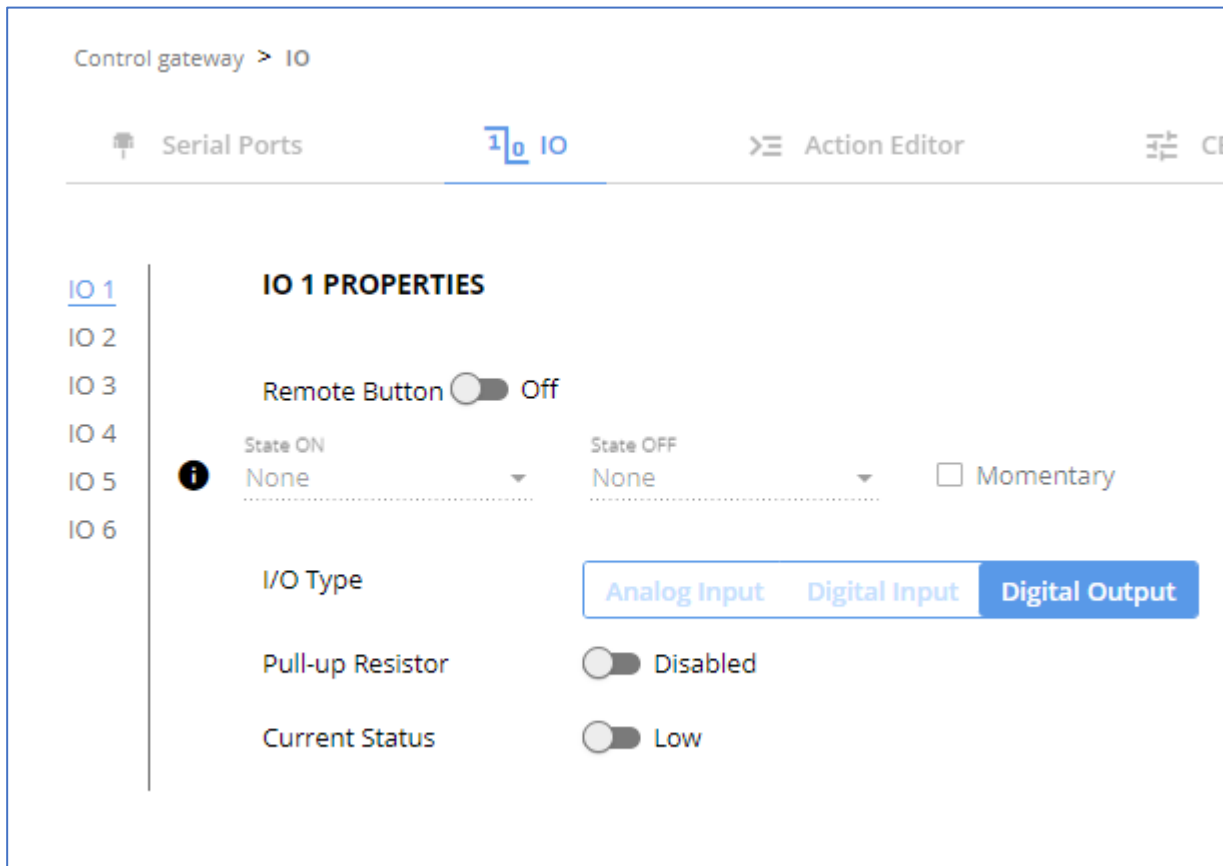 Control gateway > IO
Serial Ports
1 0 IO
Action Editor
IO 1
IO 2
IO 3
IO 4
IO 5
IO 6
IO 1 PROPERTIES
Remote Button Off
State ON
State OFF
None
None
Momentary
I/O Type
Analog Input Digital Input Digital Output
Pull-up Resistor Disabled
Current Status Low